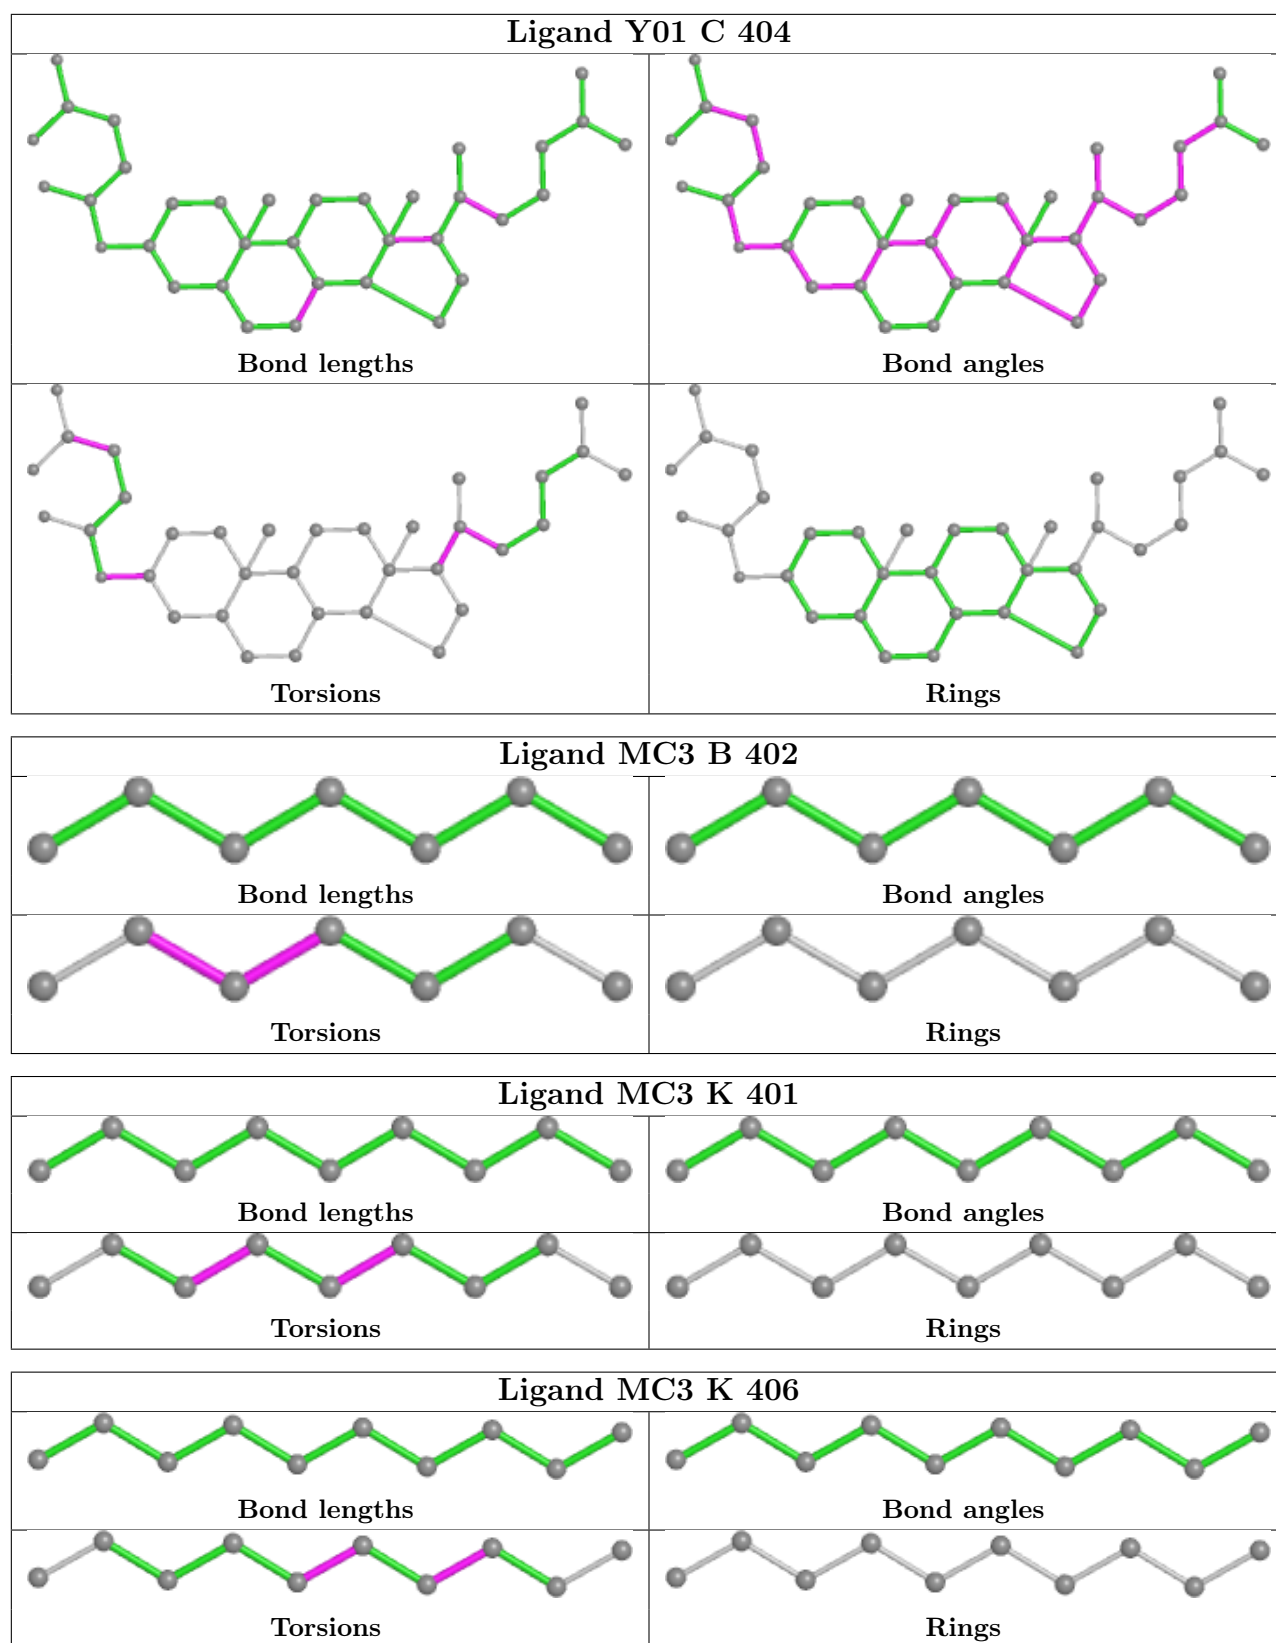 Ligand Y01 C 404
Bond lengths
Bond angles
Torsions
Rings
Ligand MC3 B 402
Bond lengths
Bond angles
Torsions
Rings
Ligand MC3 K 401
Bond lengths
Bond angles
Torsions
Rings
Ligand MC3 K 406
Bond lengths
Bond angles
Torsions
Rings